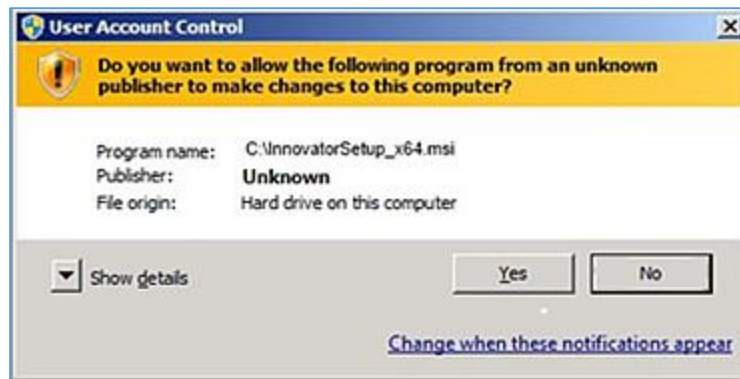 User Account Control
Do you want to allow the following program from an unknown
publisher to make changes to this computer?
Program name: C:\InnovatorSetup_x64.msi
Publisher: Unknown
File origin: Hard drive on this computer
Show details
Yes
No
Change when these notifications appear